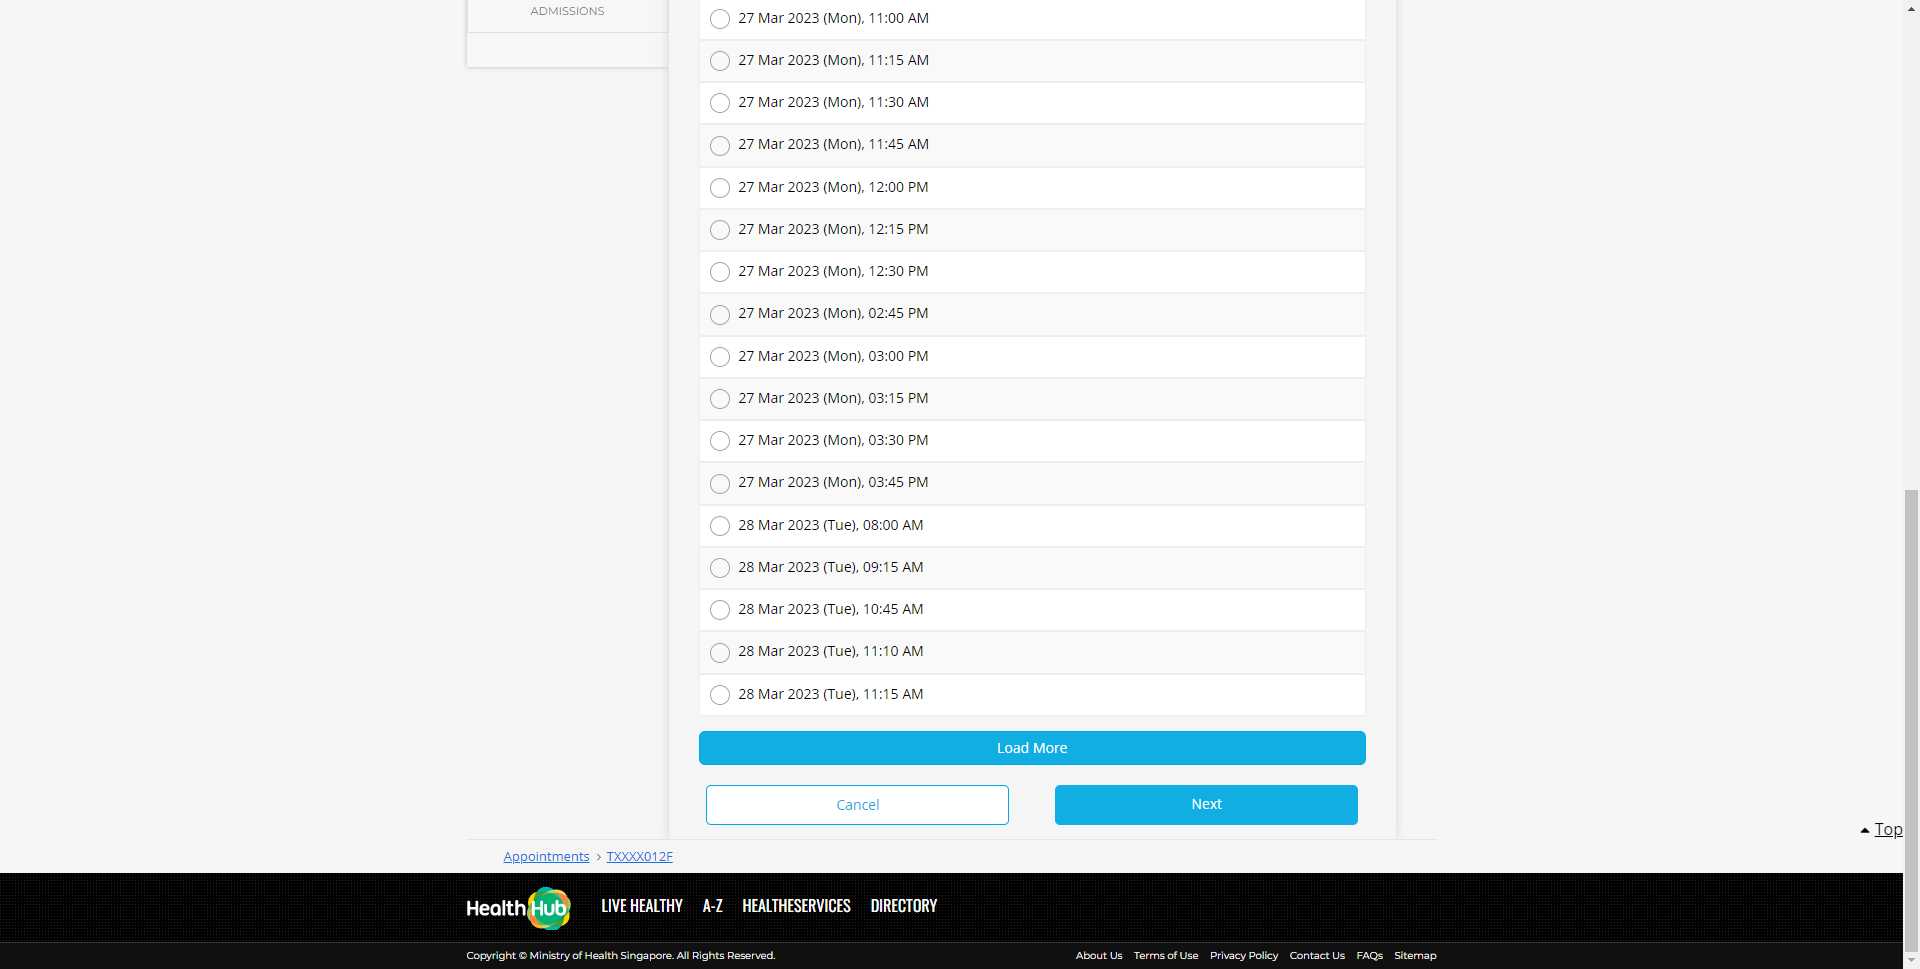 ADMISSIONS
27 Mar 2023 (Mon), 11:00 AM
27 Mar 2023 (Mon), 11:15 AM
27 Mar 2023 (Mon), 11:30 AM
27 Mar 2023 (Mon), 11:45 AM
27 Mar 2023 (Mon), 12:00 PM
27 Mar 2023 (Mon), 12:15 PM
27 Mar 2023 (Mon), 12:30 PM
27 Mar 2023 (Mon), 02:45 PM
27 Mar 2023 (Mon), 03:00 PM
27 Mar 2023 (Mon), 03:15 PM
27 Mar 2023 (Mon), 03:30 PM
27 Mar 2023 (Mon), 03:45 PM
28 Mar 2023 (Tue), 08:00 AM
28 Mar 2023 (Tue), 09:15 AM
28 Mar 2023 (Tue), 10:45 AM
28 Mar 2023 (Tue), 11:10 AM
28 Mar 2023 (Tue), 11:15 AM
Load More
Cancel Next
Top
Appointments > TXXXX012F
HealthHub LIVE HEALTHY A-Z HEALTHESERVICES DIRECTORY
Copyright © Ministry of Health Singapore. All Rights Reserved. About Us Terms of Use Privacy Policy Contact Us FAQs Sitemap